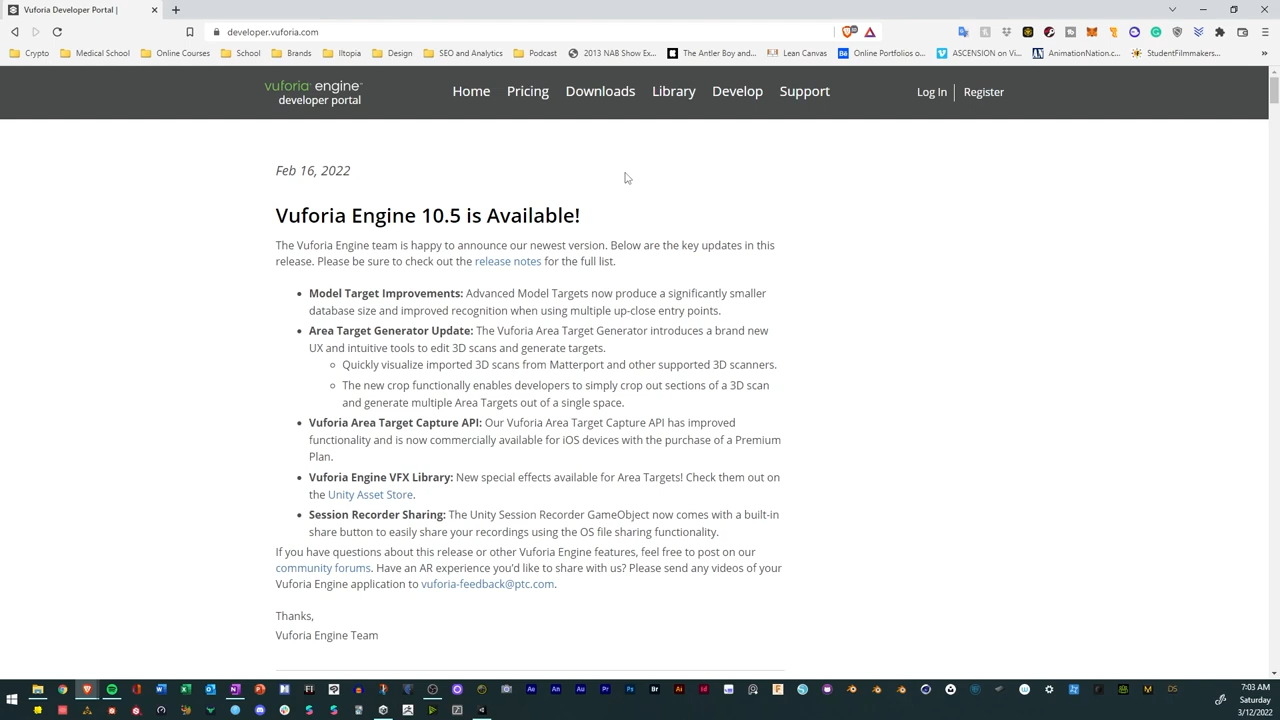 Vuforia Developer Portal |
developer.vuforia.com
Crypto Medical School Online Courses School Brands Iltopia Design SEO and Analytics Podcast 2013 NAB Show Ex... The Antler Boy and... Lean Canvas Online Portfolios o... ASCENSION on Vi... AnimationNation.c... StudentFilmmakers...
vuforia engine
developer portal
Home Pricing Downloads Library Develop Support Log In Register
Feb 16, 2022
Vuforia Engine 10.5 is Available!
The Vuforia Engine team is happy to announce our newest version. Below are the key updates in this
release. Please be sure to check out the release notes for the full list.
Model Target Improvements: Advanced Model Targets now produce a significantly smaller
database size and improved recognition when using multiple up-close entry points.
Area Target Generator Update: The Vuforia Area Target Generator introduces a brand new
UX and intuitive tools to edit 3D scans and generate targets.
Quickly visualize imported 3D scans from Matterport and other supported 3D scanners.
The new crop functionally enables developers to simply crop out sections of a 3D scan
and generate multiple Area Targets out of a single space.
Vuforia Area Target Capture API: Our Vuforia Area Target Capture API has improved
functionality and is now commercially available for iOS devices with the purchase of a Premium
Plan.
Vuforia Engine VFX Library: New special effects available for Area Targets! Check them out on
the Unity Asset Store.
Session Recorder Sharing: The Unity Session Recorder GameObject now comes with a built-in
share button to easily share your recordings using the OS file sharing functionality.
If you have questions about this release or other Vuforia Engine features, feel free to post on our
community forums. Have an AR experience you'd like to share with us? Please send any videos of your
Vuforia Engine application to vuforia-feedback@ptc.com.
Thanks,
Vuforia Engine Team
7:03 AM
Saturday
3/12/2022